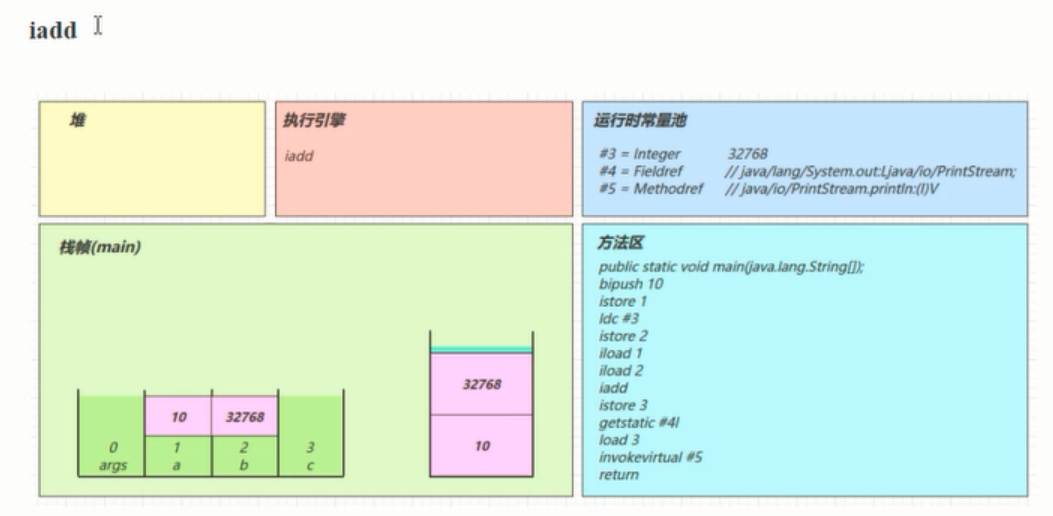 iadd
堆
执行引擎
iadd
运行时常量池
#3 = Integer 32768
#4 = Fieldref // java/lang/System.out:Ljava/io/PrintStream;
#5 = Methodref // java/io/PrintStream.println:(I)V
栈帧(main)
10 32768
0 1 2 3
args a b c
32768
10
方法区
public static void main(java.lang.String[]);
bipush 10
istore 1
ldc #3
istore 2
iload 1
iload 2
iadd
istore 3
getstatic #4l
load 3
invokevirtual #5
return